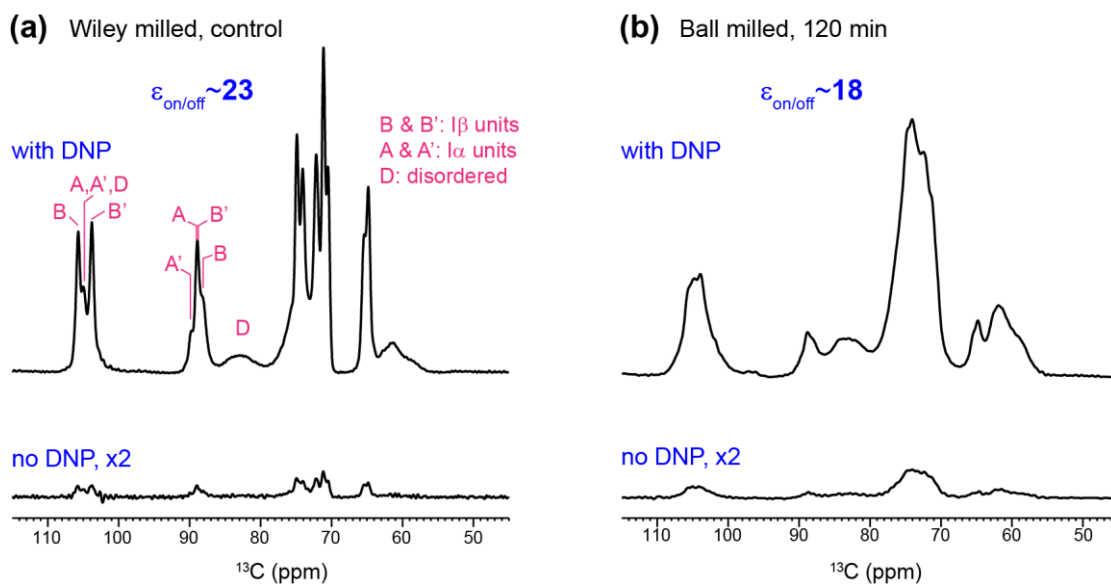 (a) Wiley milled, control
ε_on/off~23
with DNP
B & B’: Iβ units
A & A’: Iα units
D: disordered
A,A’,D
B
B’
A
B’
A’
B
D
no DNP, x2
110 100 90 80 70 60 50
¹³C (ppm)
(b) Ball milled, 120 min
ε_on/off~18
with DNP
no DNP, x2
110 100 90 80 70 60 50
¹³C (ppm)